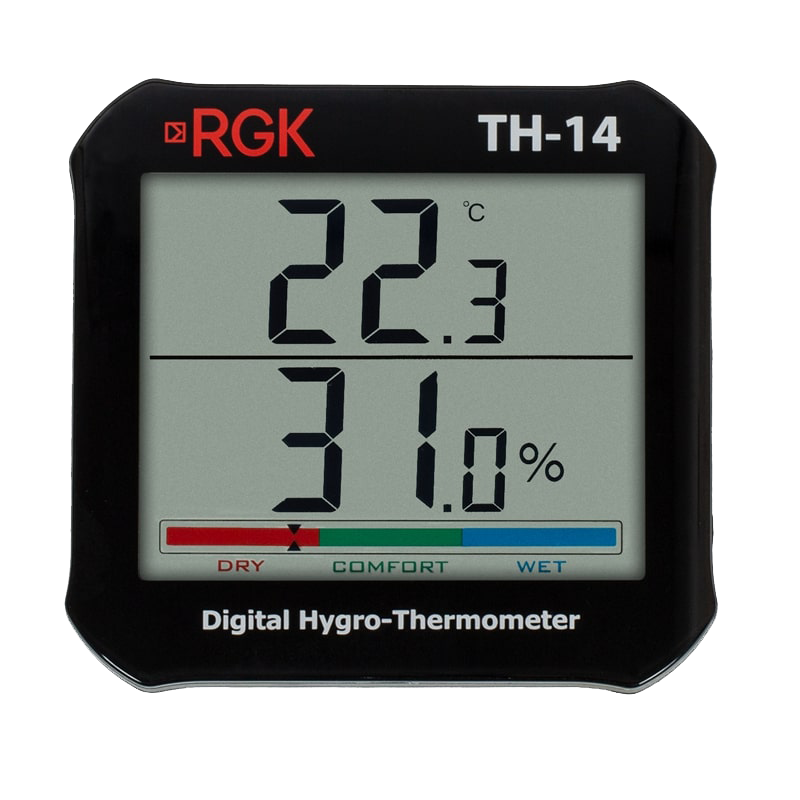 RGK TH-14
22.3 °C
31.0 %
DRY COMFORT WET
Digital Hygro-Thermometer